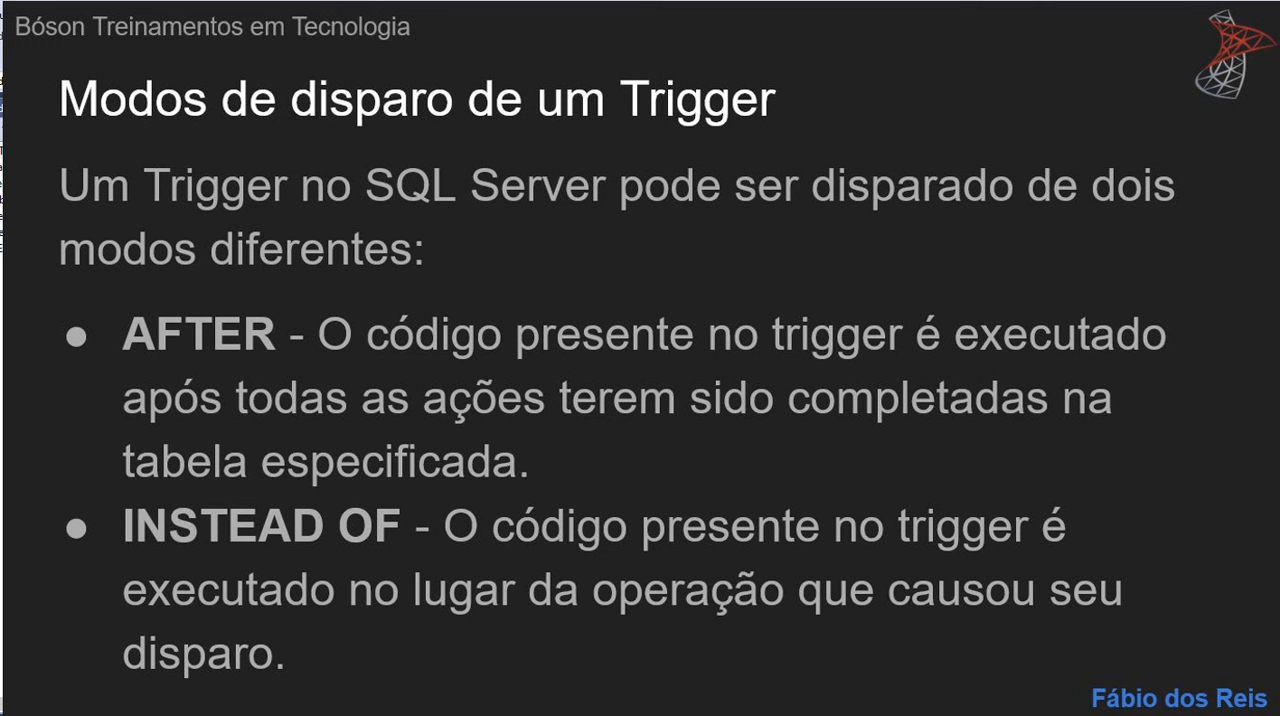 Bóson Treinamentos em Tecnologia
Modos de disparo de um Trigger
Um Trigger no SQL Server pode ser disparado de dois
modos diferentes:
● AFTER - O código presente no trigger é executado
após todas as ações terem sido completadas na
tabela especificada.
● INSTEAD OF - O código presente no trigger é
executado no lugar da operação que causou seu
disparo.
Fábio dos Reis